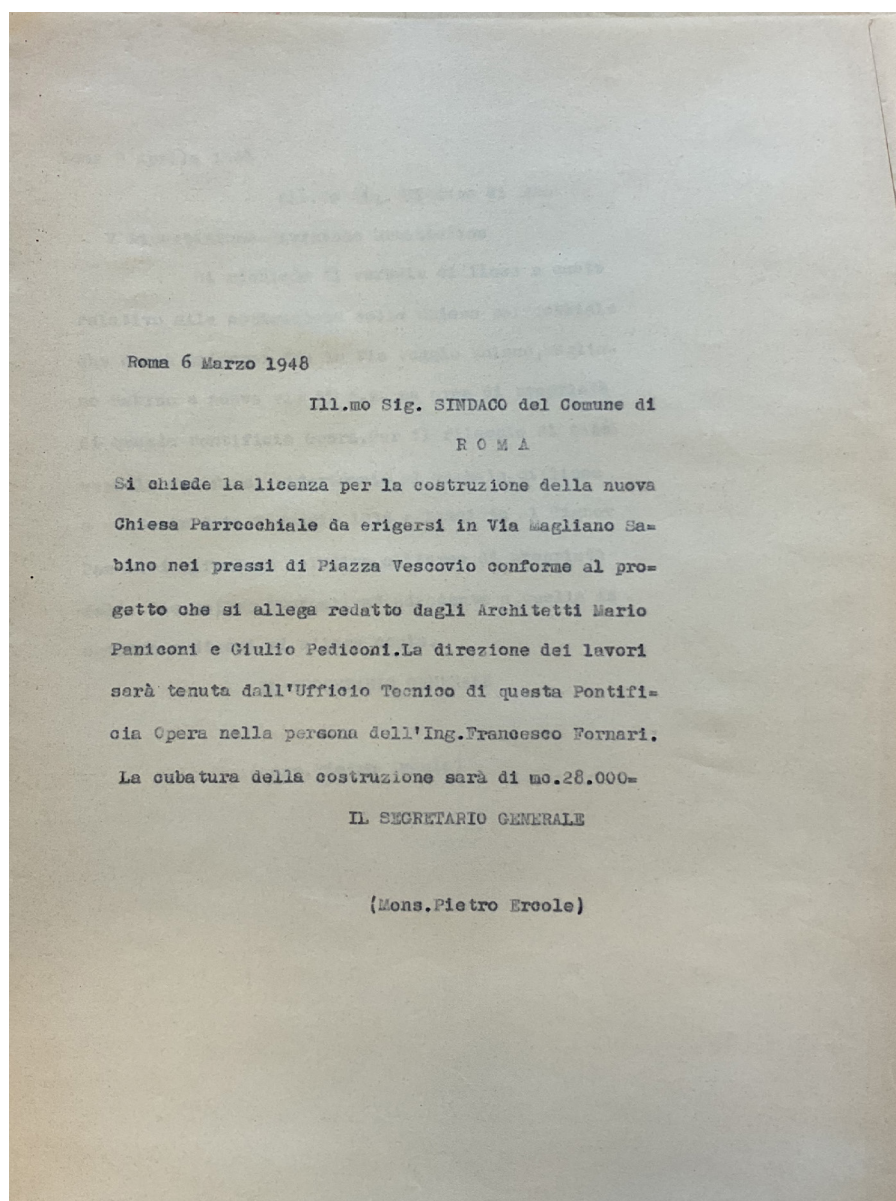 Roma 6 Marzo 1948
Ill.mo Sig. SINDACO del Comune di
R O M A
Si chiede la licenza per la costruzione della nuova
Chiesa Parrocchiale da erigersi in Via Magliano Sa=
bino nei pressi di Piazza Vescovio conforme al pro=
getto che si allega redatto dagli Architetti Mario
Paniconi e Giulio Pediconi.La direzione dei lavori
sarà tenuta dall'Ufficio Tecnico di questa Pontifi=
cia Opera nella persona dell'Ing.Francesco Fornari.
La cubatura della costruzione sarà di mc.28.000=
IL SEGRETARIO GENERALE
(Mons.Pietro Ercole)